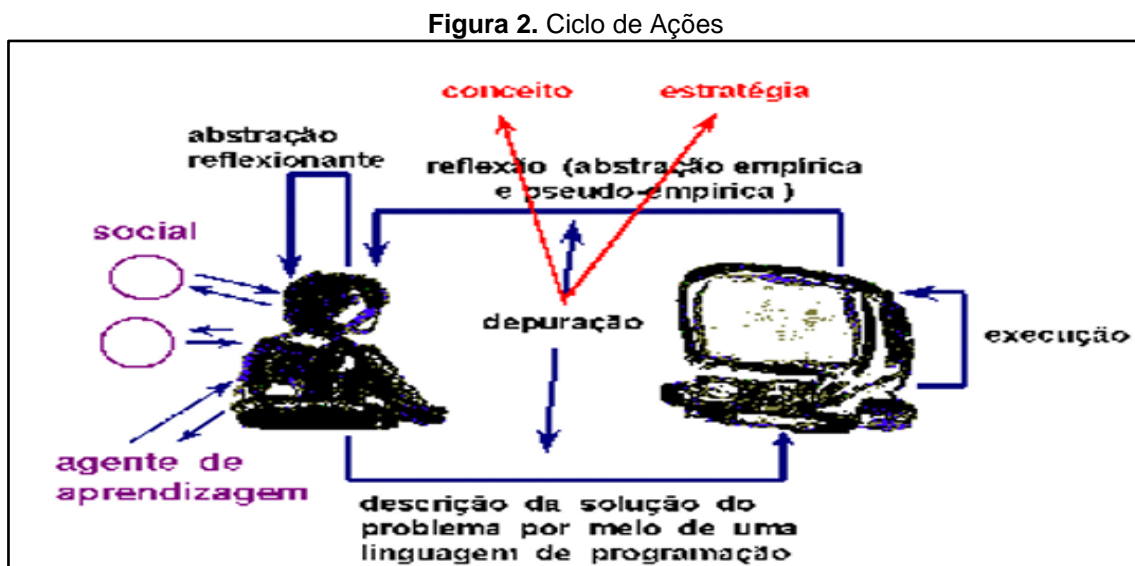 Figura 2. Ciclo de Ações
conceito
estratégia
abstração
reflexionante
reflexão (abstração empírica
e pseudo-empírica )
social
depuração
execução
agente de
aprendizagem
descrição da solução do
problema por meio de uma
linguagem de programação